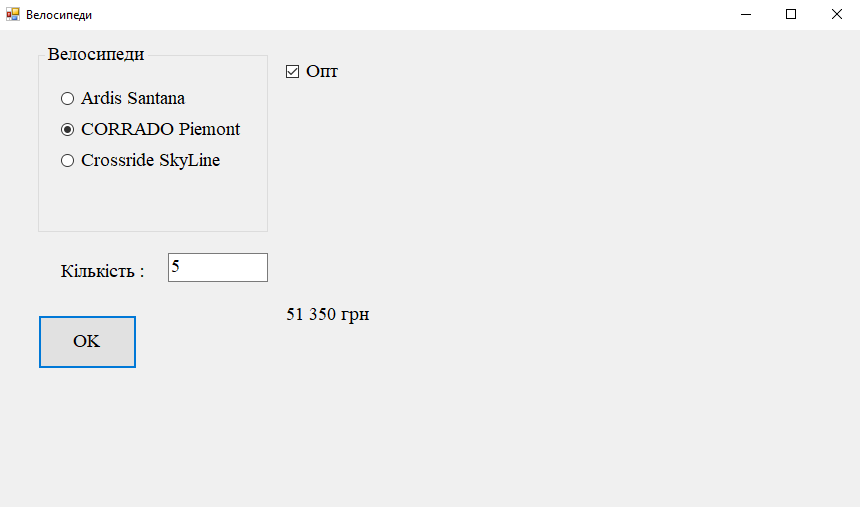 Велосипеди
Велосипеди
Ardis Santana
CORRADO Piemont
Crossride SkyLine
Опт
Кількість :
5
51 350 грн
OK